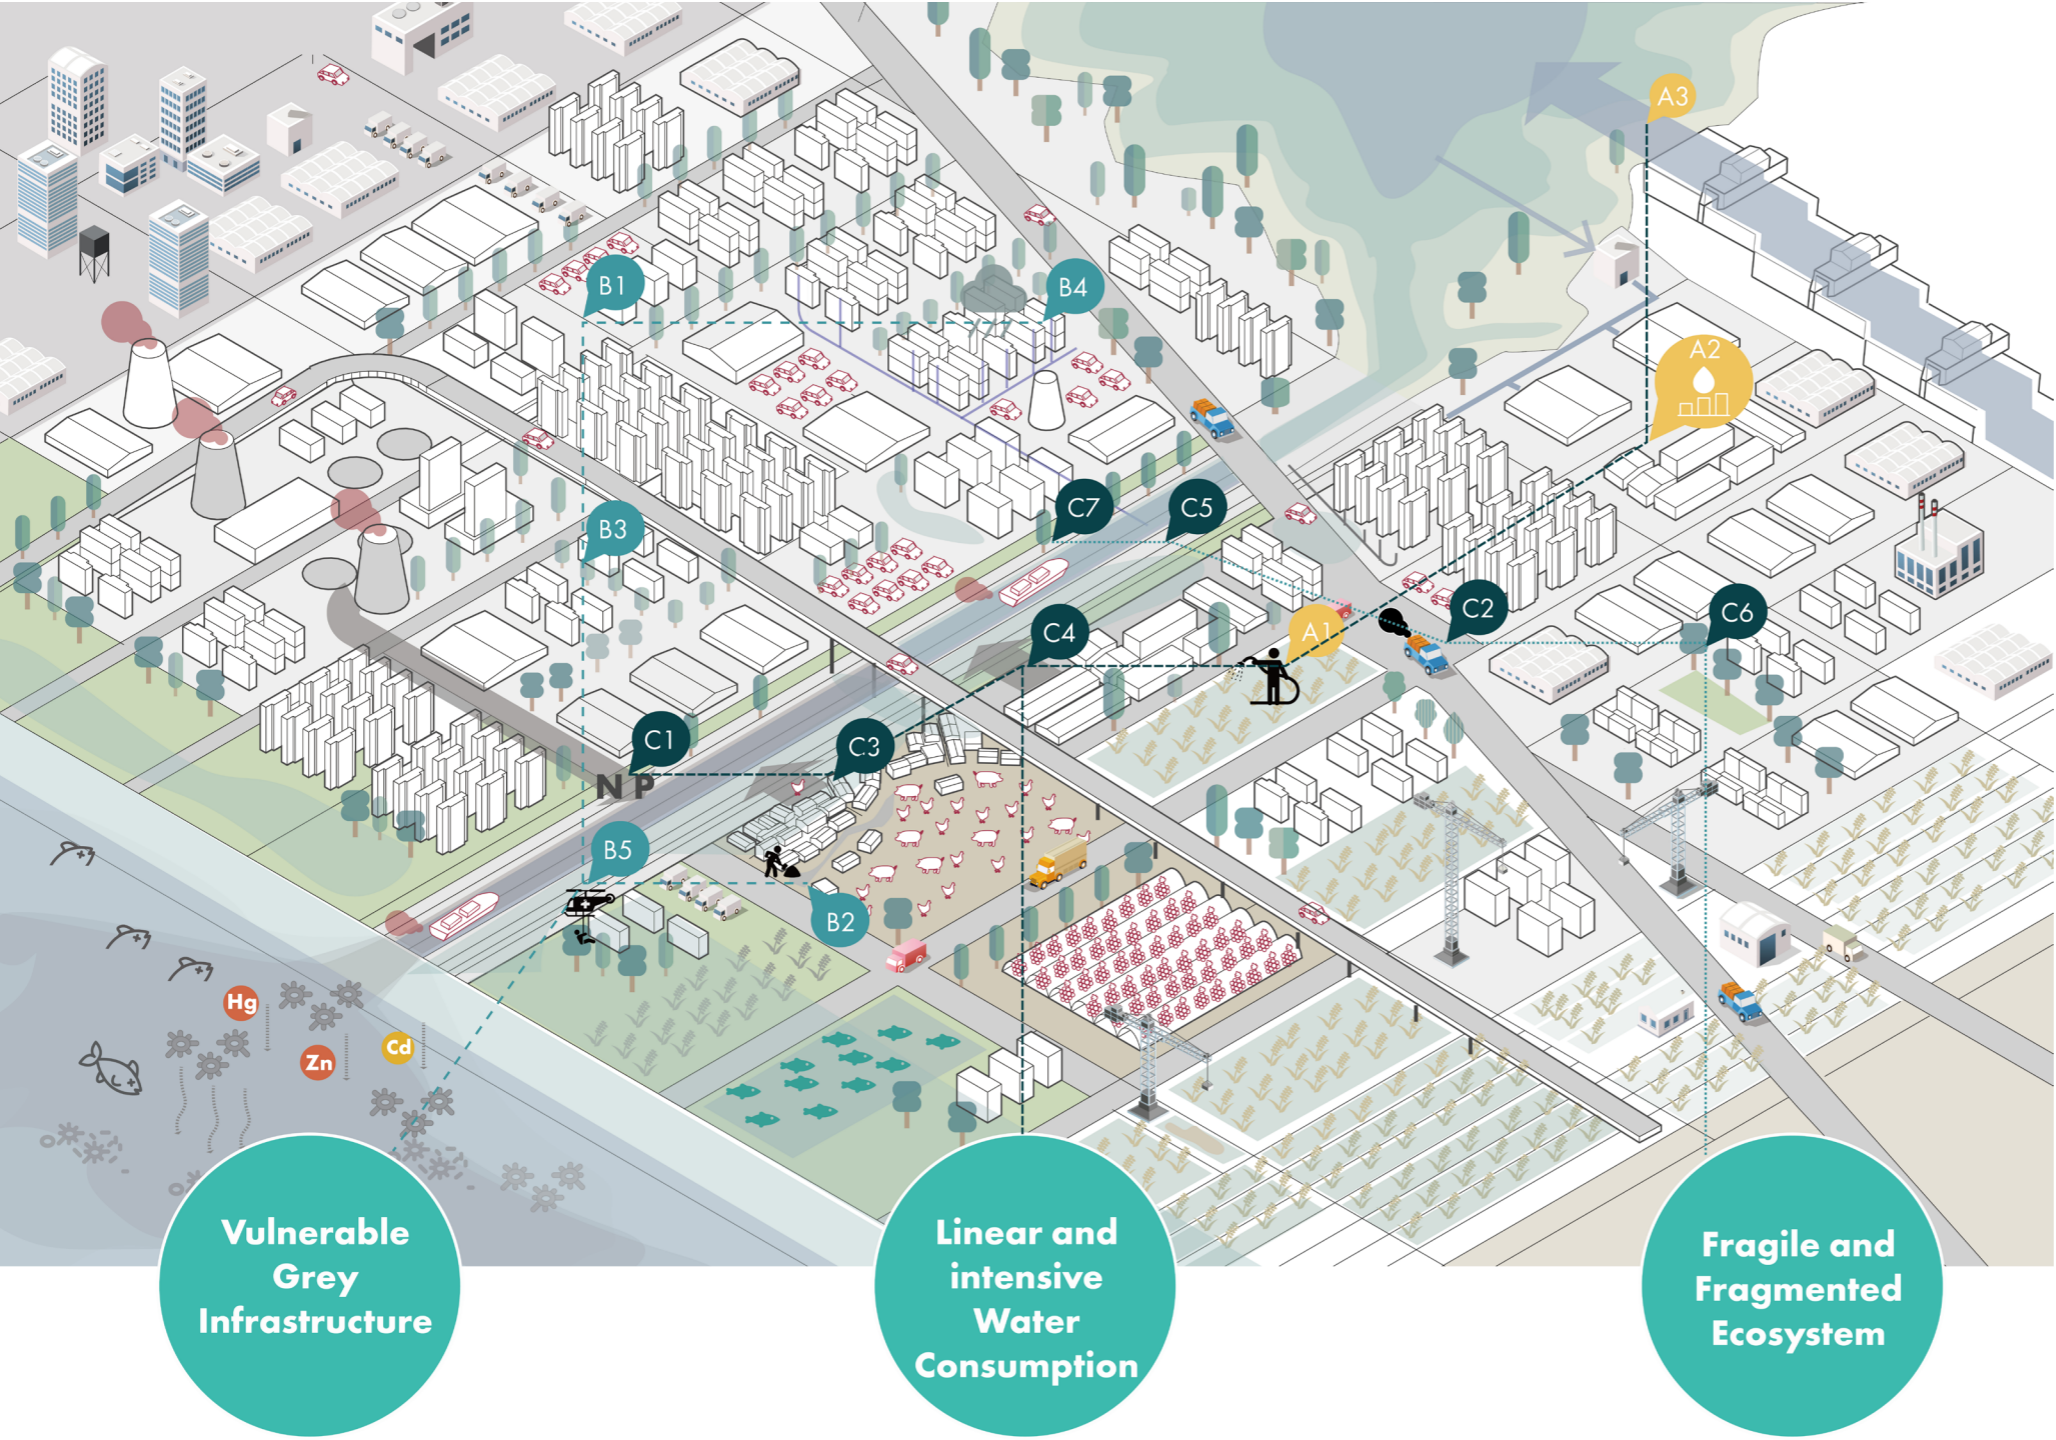 A3
B1
B4
A2
C7
C5
B3
C2
C6
C4
A1
C1
C3
N P
B5
B2
Hg
Cd
Zn
Vulnerable
Grey
Infrastructure
Linear and
intensive
Water
Consumption
Fragile and
Fragmented
Ecosystem